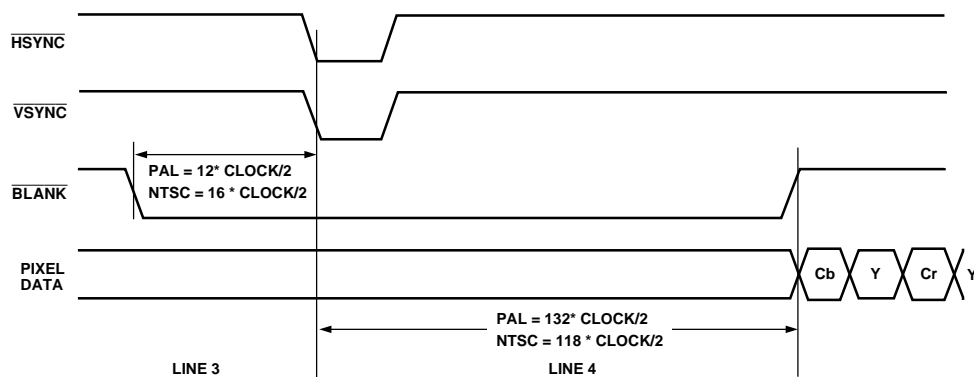 HSYNC
VSYNC
PAL = 12* CLOCK/2
NTSC = 16 * CLOCK/2
BLANK
PIXEL
DATA
Cb Y Cr Y
PAL = 132* CLOCK/2
NTSC = 118 * CLOCK/2
LINE 3 LINE 4